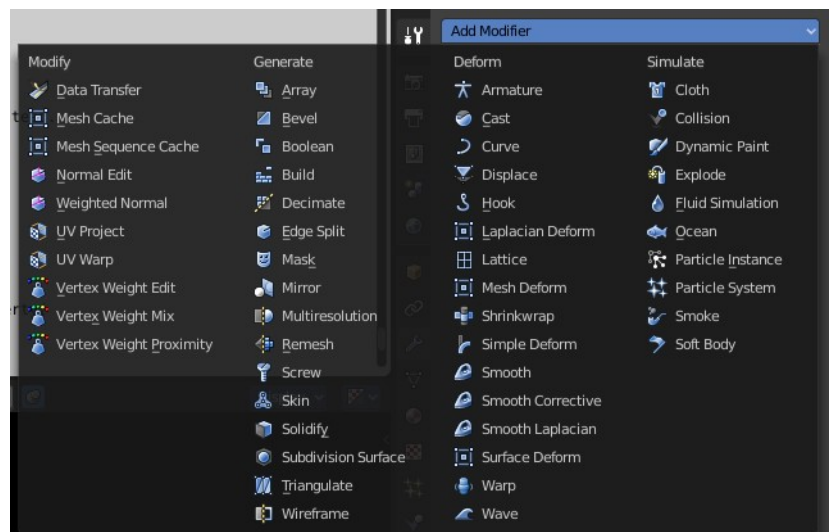 Add Modifier
Modify
Data Transfer
Mesh Cache
Mesh Sequence Cache
Normal Edit
Weighted Normal
UV Project
UV Warp
Vertex Weight Edit
Vertex Weight Mix
Vertex Weight Proximity
Generate
Array
Bevel
Boolean
Build
Decimate
Edge Split
Mask
Mirror
Multiresolution
Remesh
Screw
Skin
Solidify
Subdivision Surface
Triangulate
Wireframe
Deform
Armature
Cast
Curve
Displace
Hook
Laplacian Deform
Lattice
Mesh Deform
Shrinkwrap
Simple Deform
Smooth
Smooth Corrective
Smooth Laplacian
Surface Deform
Warp
Wave
Simulate
Cloth
Collision
Dynamic Paint
Explode
Fluid Simulation
Ocean
Particle Instance
Particle System
Smoke
Soft Body